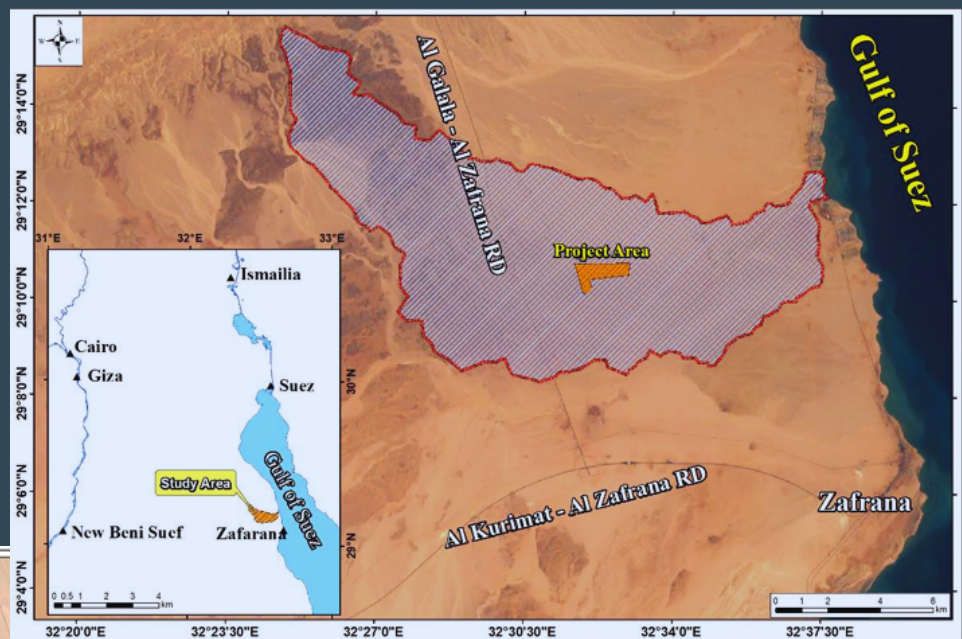 N
W
E
S
Gulf of Suez
Al Galala - Al Zafrana RD
Project Area
Al Kurimat - Al Zafrana RD
Zafrana
29°14'0"N
29°12'0"N
29°10'0"N
29°8'0"N
29°6'0"N
29°4'0"N
31°E
32°E
33°E
Ismailia
Cairo
Giza
Suez
30°N
Study Area
Gulf of Suez
New Beni Suef
Zafarana
29°N
0 0.5 1 2 3 4
km
0 2 4 6
km
32°20'0"E
32°23'30"E
32°27'0"E
32°30'30"E
32°34'0"E
32°37'30"E